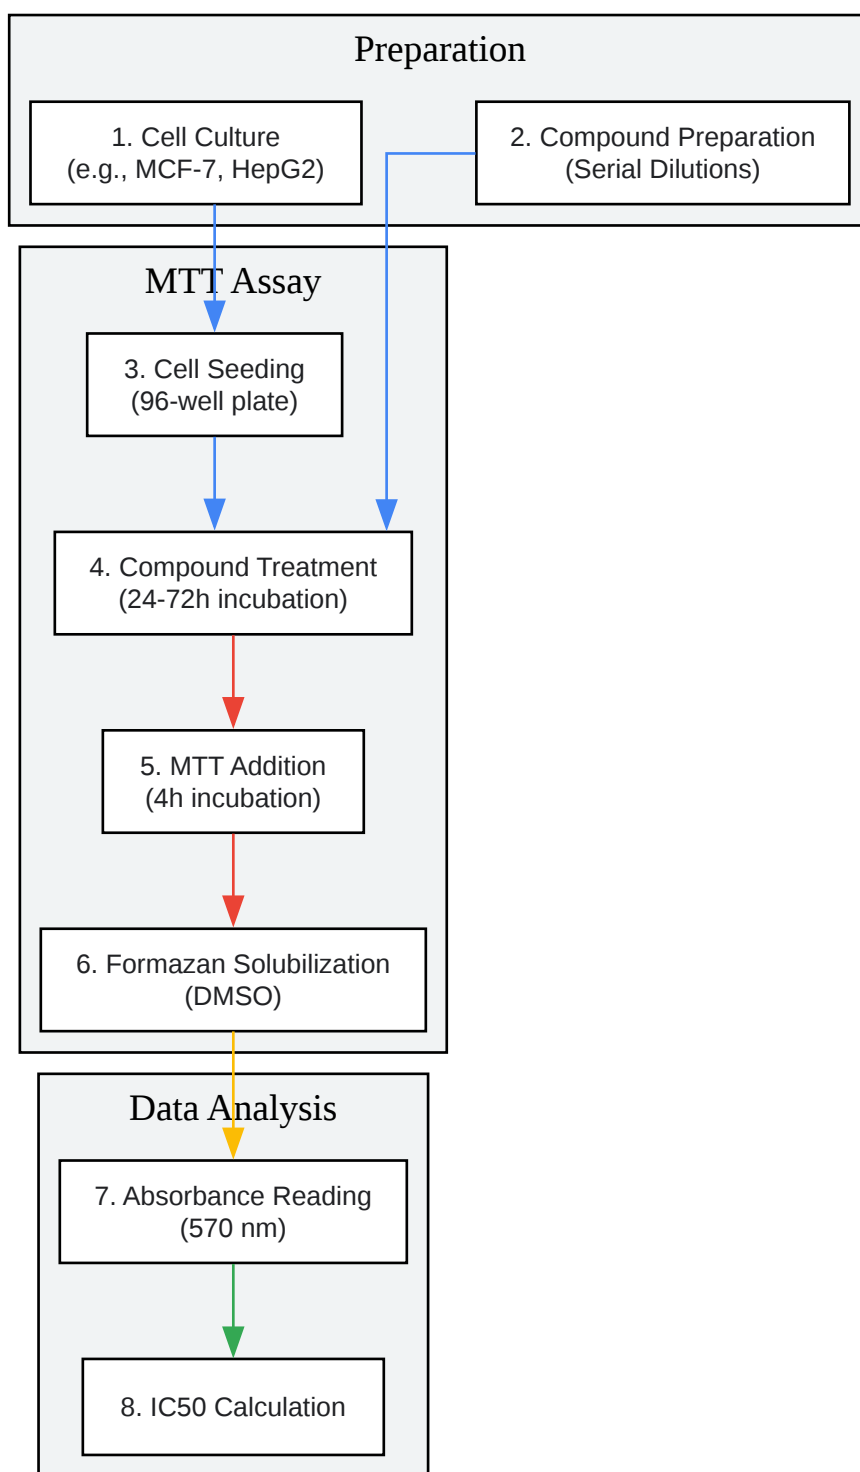 Preparation
1. Cell Culture
(e.g., MCF-7, HepG2)
2. Compound Preparation
(Serial Dilutions)
MTT Assay
3. Cell Seeding
(96-well plate)
4. Compound Treatment
(24-72h incubation)
5. MTT Addition
(4h incubation)
6. Formazan Solubilization
(DMSO)
Data Analysis
7. Absorbance Reading
(570 nm)
8. IC50 Calculation